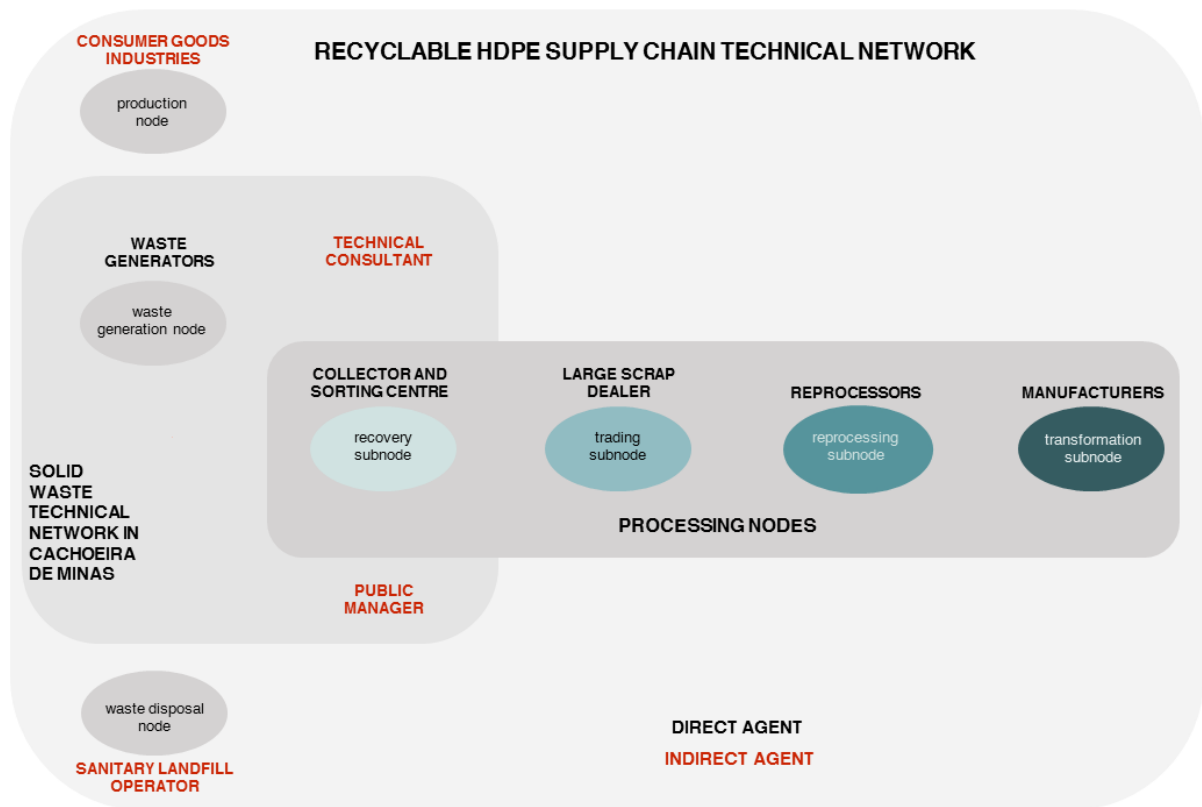 CONSUMER GOODS
INDUSTRIES
RECYCLABLE HDPE SUPPLY CHAIN TECHNICAL NETWORK
production
node
WASTE
GENERATORS
TECHNICAL
CONSULTANT
waste
generation node
COLLECTOR AND
SORTING CENTRE
LARGE SCRAP
DEALER
REPROCESSORS
MANUFACTURERS
recovery
subnode
trading
subnode
reprocessing
subnode
transformation
subnode
PROCESSING NODES
SOLID
WASTE
TECHNICAL
NETWORK IN
CACHOEIRA
DE MINAS
PUBLIC
MANAGER
waste disposal
node
SANITARY LANDFILL
OPERATOR
DIRECT AGENT
INDIRECT AGENT